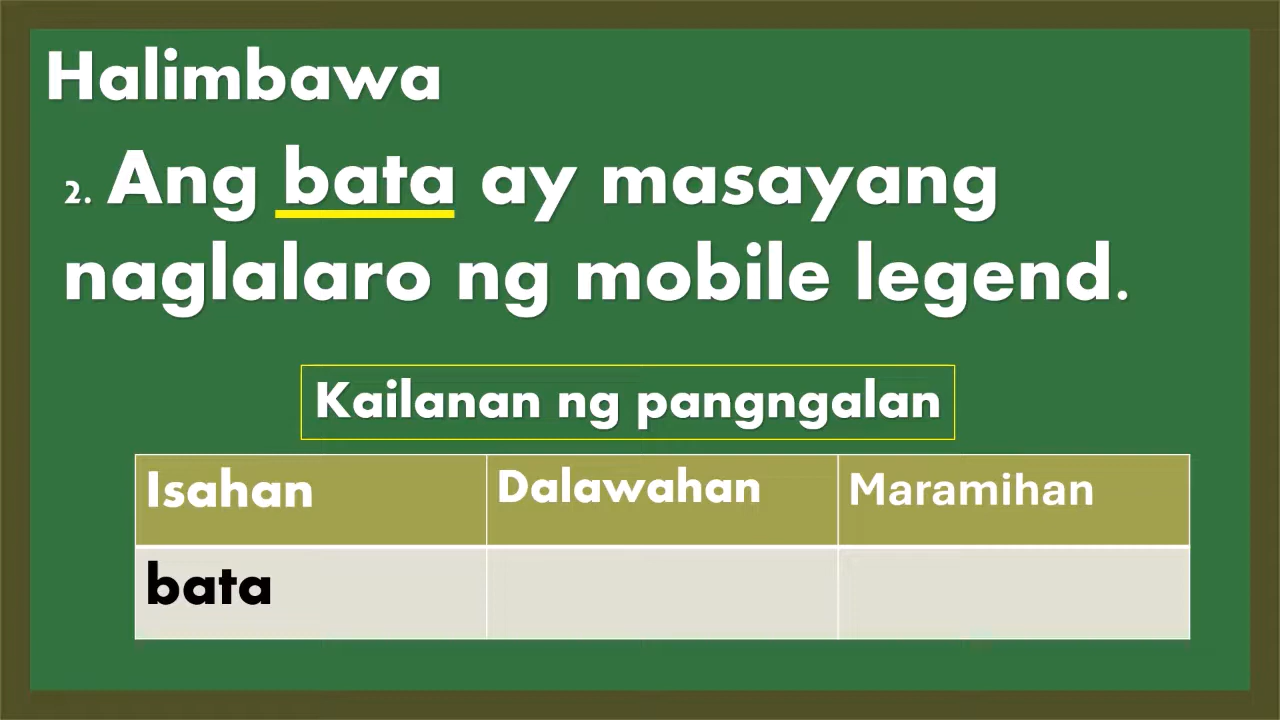 Halimbawa
2. Ang bata ay masayang
naglalaro ng mobile legend.
Kailanan ng pangngalan
Isahan Dalawahan Maramihan
bata